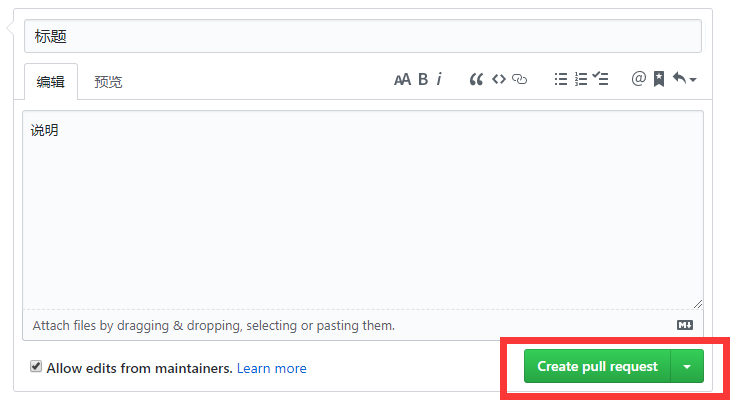 标题
编辑 预览 AA B i
说明
Attach files by dragging & dropping, selecting or pasting them.
Allow edits from maintainers. Learn more Create pull request